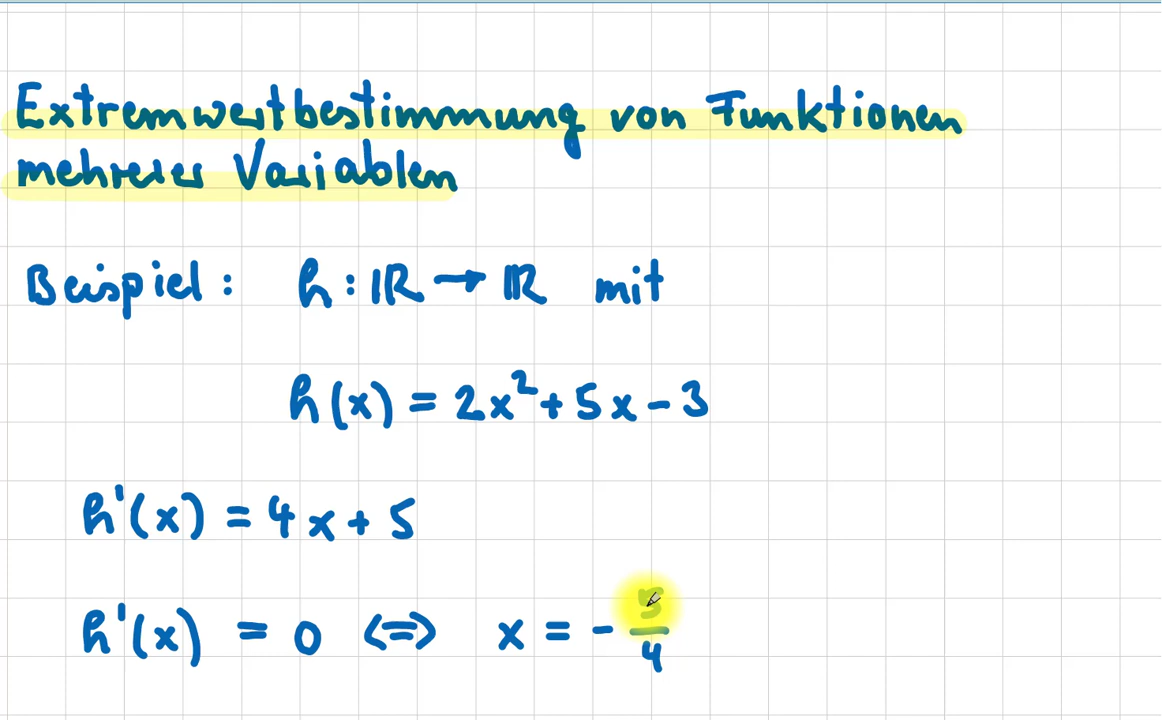 Extremwertbestimmung von Funktionen
mehrerer Variablen
Beispiel: h: ℝ → ℝ mit
h(x) = 2x² + 5x - 3
h'(x) = 4x + 5
h'(x) = 0 <=> x = - 5/4